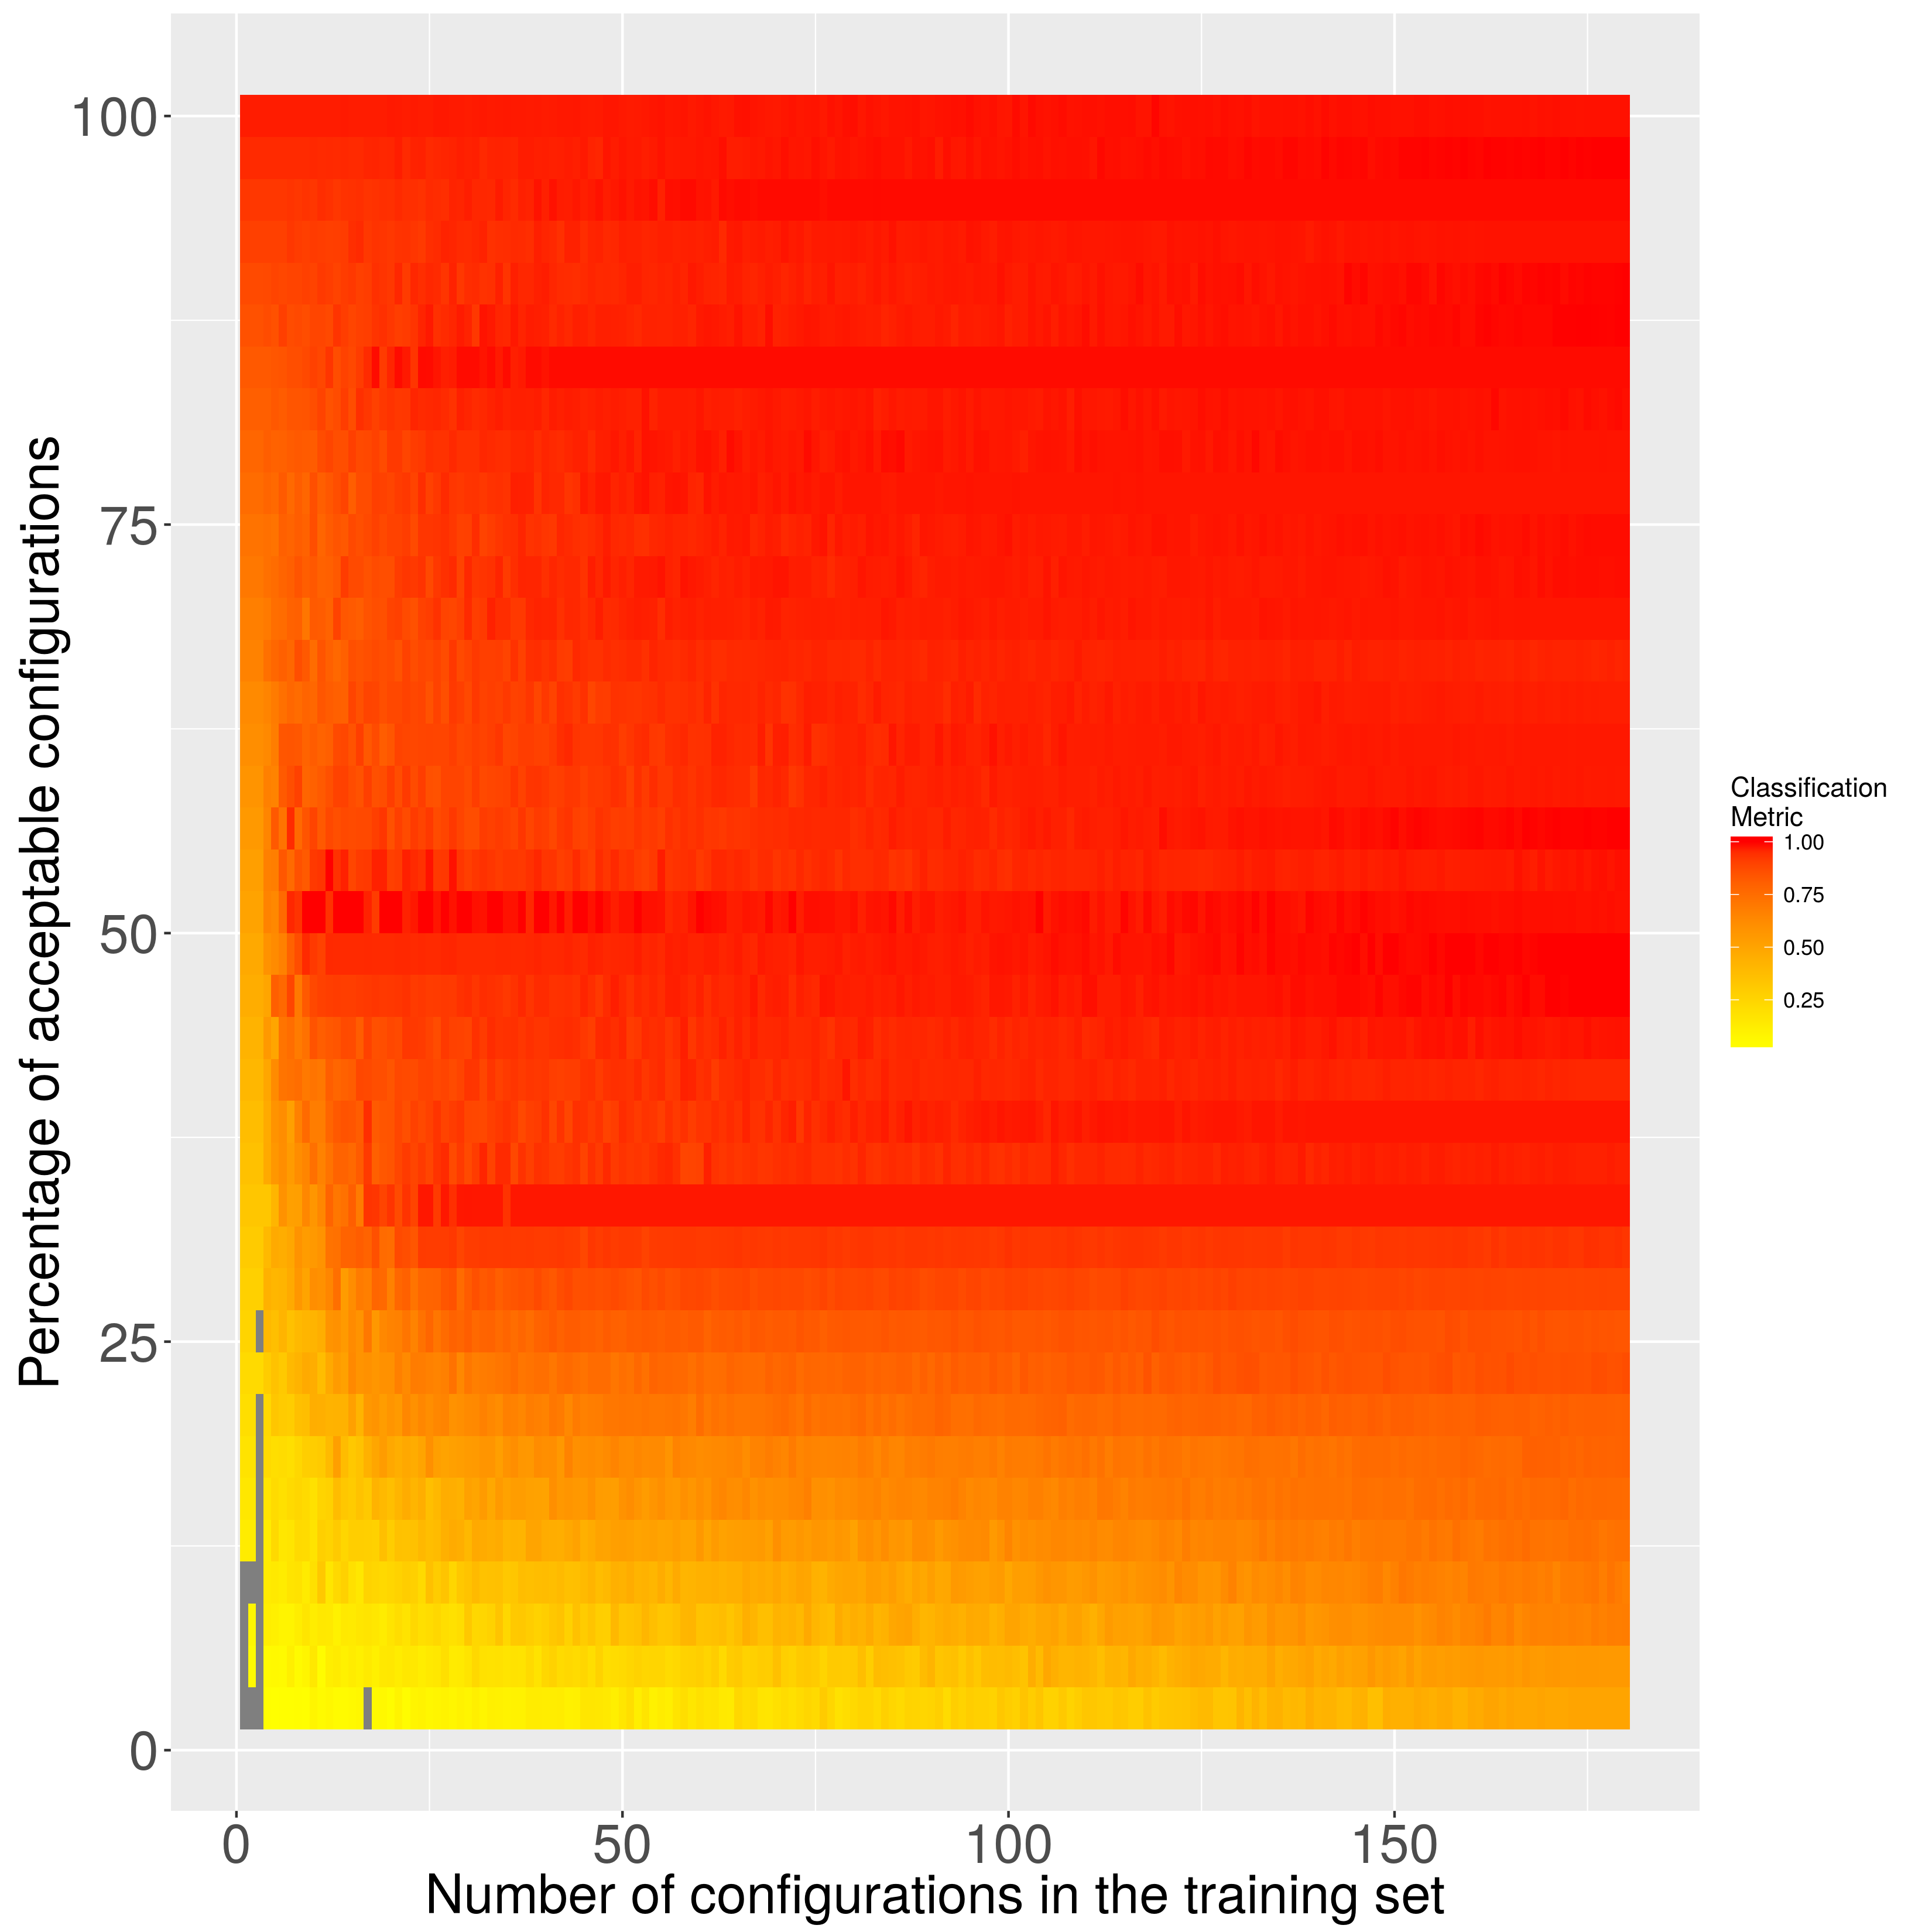 100
75
50
25
0
Percentage of acceptable configurations
0 50 100 150
Number of configurations in the training set
Classification
Metric
1.00
0.75
0.50
0.25